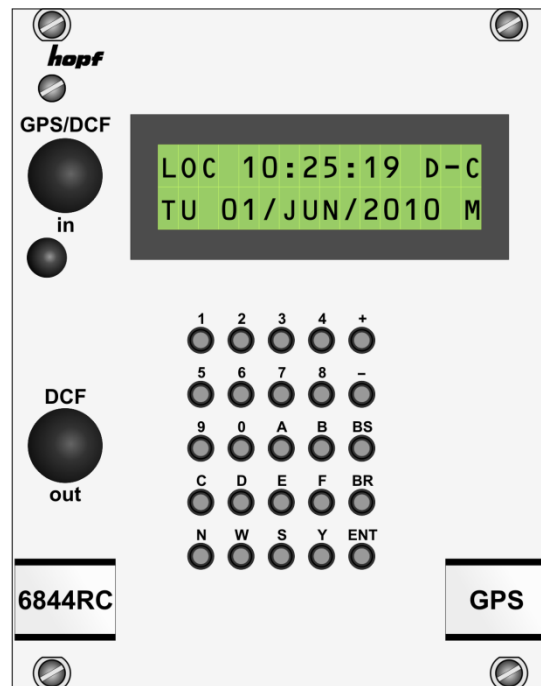 hopf
GPS/DCF
in
LOC 10:25:19 D-C
TU 01/JUN/2010 M
1 2 3 4 +
5 6 7 8 –
DCF
9 0 A B BS
out
C D E F BR
N W S Y ENT
6844RC
GPS